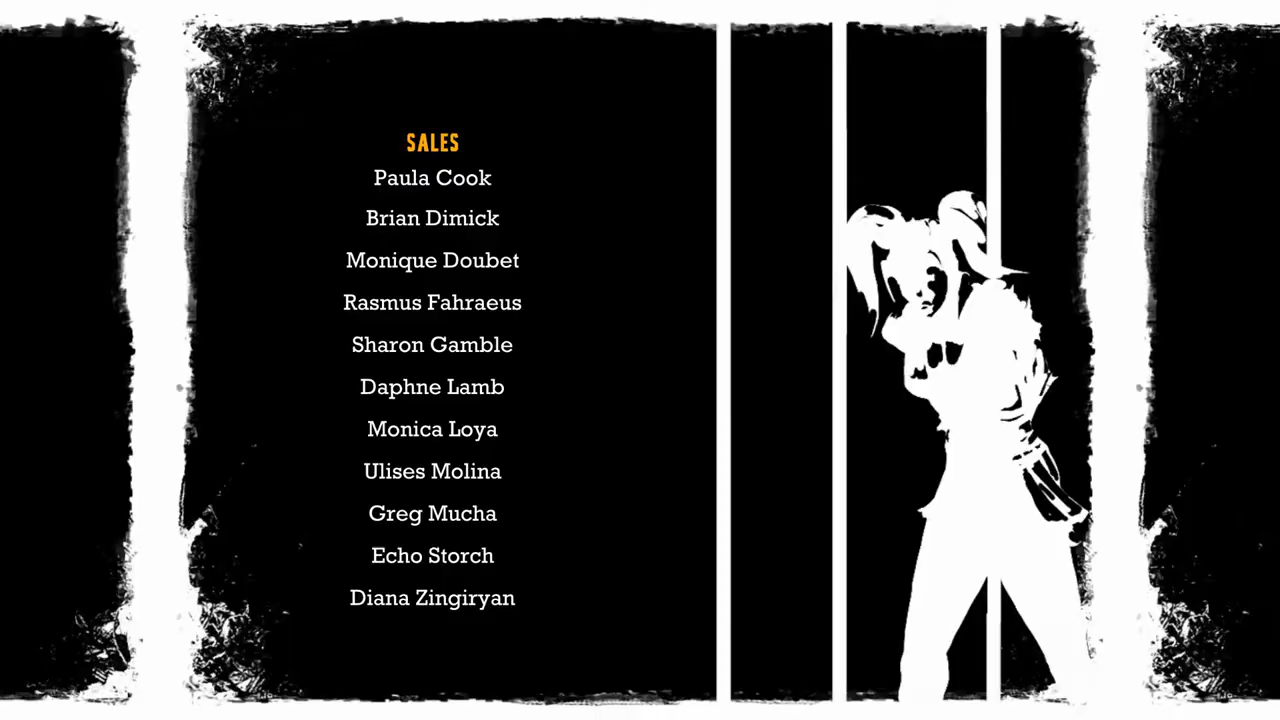 SALES
Paula Cook
Brian Dimick
Monique Doubet
Rasmus Fahraeus
Sharon Gamble
Daphne Lamb
Monica Loya
Ulises Molina
Greg Mucha
Echo Storch
Diana Zingiryan